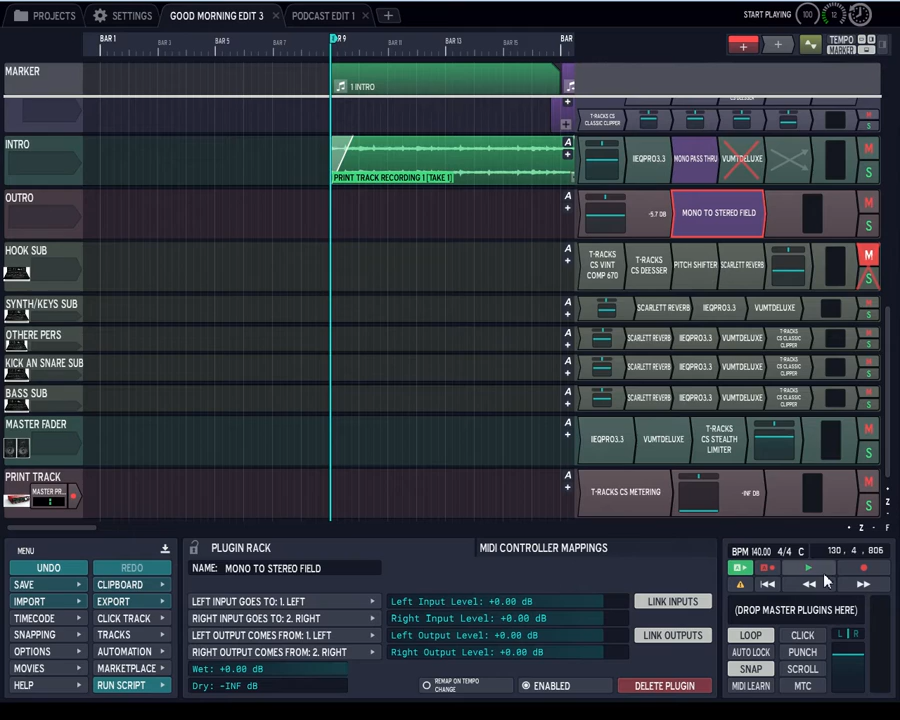 PROJECTS
SETTINGS
GOOD MORNING EDIT 3
PODCAST EDIT 1
START PLAYING
100
12
BAR 1
BAR 3
BAR 5
BAR 7
R 9
BAR 11
BAR 13
BAR 15
BAR
TEMPO
MARKER
MARKER
1 INTRO
T-RACKS
CS CLASSIC
CLIPPER
INTRO
PRINT TRACK RECORDING 1 [TAKE 1]
A
IIEQPRO3.3
MONO PASS THRU
VUMTDELUXE
M
S
OUTRO
A
-5.7 DB
MONO TO STEREO FIELD
M
S
HOOK SUB
A
T-RACKS
CS VINT
COMP 670
T-RACKS
CS DEESSER
PITCH SHIFTER
SCARLETT REVERB
M
S
SYNTH/KEYS SUB
A
SCARLETT REVERB
IIEQPRO3.3
VUMTDELUXE
M
S
OTHERE PERS
A
SCARLETT REVERB
IIEQPRO3.3
VUMTDELUXE
T-RACKS
CS CLASSIC
CLIPPER
M
S
KICK AN SNARE SUB
A
SCARLETT REVERB
IIEQPRO3.3
VUMTDELUXE
T-RACKS
CS CLASSIC
CLIPPER
M
S
BASS SUB
A
SCARLETT REVERB
IIEQPRO3.3
VUMTDELUXE
T-RACKS
CS CLASSIC
CLIPPER
M
S
MASTER FADER
A
IIEQPRO3.3
VUMTDELUXE
T-RACKS
CS STEALTH
LIMITER
M
S
PRINT TRACK
MASTER PR...
A
T-RACKS CS METERING
-INF DB
M
S
Z
Z - F
MENU
UNDO
REDO
SAVE
CLIPBOARD
IMPORT
EXPORT
TIMECODE
CLICK TRACK
SNAPPING
TRACKS
OPTIONS
AUTOMATION
MOVIES
MARKETPLACE
HELP
RUN SCRIPT
PLUGIN RACK
MIDI CONTROLLER MAPPINGS
NAME: MONO TO STEREO FIELD
LEFT INPUT GOES TO: 1. LEFT
RIGHT INPUT GOES TO: 2. RIGHT
LEFT OUTPUT COMES FROM: 1. LEFT
RIGHT OUTPUT COMES FROM: 2. RIGHT
Wet: +0.00 dB
Dry: -INF dB
Left Input Level: +0.00 dB
Right Input Level: +0.00 dB
Left Output Level: +0.00 dB
Right Output Level: +0.00 dB
LINK INPUTS
LINK OUTPUTS
REMAP ON TEMPO
CHANGE
ENABLED
DELETE PLUGIN
BPM 140.00 4/4 C
130, 4, 806
A
A
(DROP MASTER PLUGINS HERE)
LOOP
CLICK
L R
AUTO LOCK
PUNCH
SNAP
SCROLL
MIDI LEARN
MTC